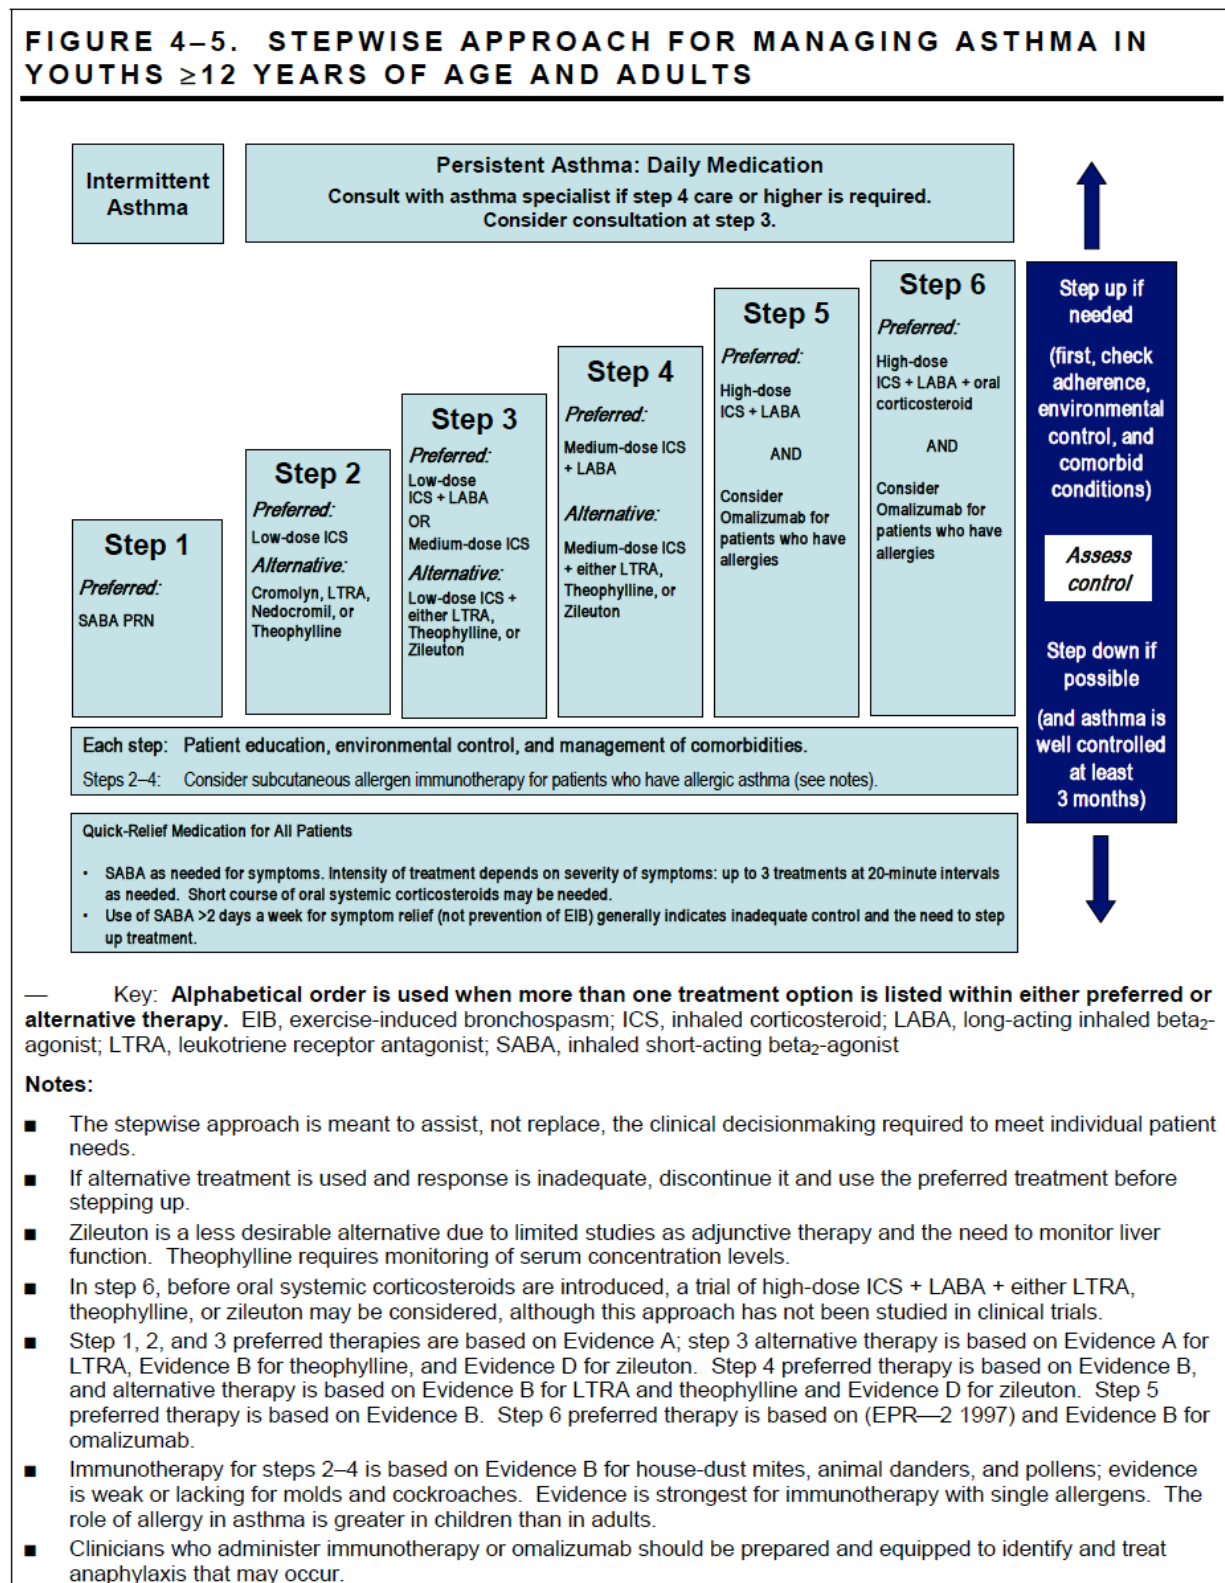 FIGURE 4–5. STEPWISE APPROACH FOR MANAGING ASTHMA IN
YOUTHS ≥12 YEARS OF AGE AND ADULTS
Intermittent
Asthma
Persistent Asthma: Daily Medication
Consult with asthma specialist if step 4 care or higher is required.
Consider consultation at step 3.
Step 1
Preferred:
SABA PRN
Step 2
Preferred:
Low-dose ICS
Alternative:
Cromolyn, LTRA,
Nedocromil, or
Theophylline
Step 3
Preferred:
Low-dose
ICS + LABA
OR
Medium-dose ICS
Alternative:
Low-dose ICS +
either LTRA,
Theophylline, or
Zileuton
Step 4
Preferred:
Medium-dose ICS
+ LABA
Alternative:
Medium-dose ICS
+ either LTRA,
Theophylline, or
Zileuton
Step 5
Preferred:
High-dose
ICS + LABA
AND
Consider
Omalizumab for
patients who have
allergies
Step 6
Preferred:
High-dose
ICS + LABA + oral
corticosteroid
AND
Consider
Omalizumab for
patients who have
allergies
Step up if
needed
(first, check
adherence,
environmental
control, and
comorbid
conditions)
Assess
control
Step down if
possible
(and asthma is
well controlled
at least
3 months)
Each step: Patient education, environmental control, and management of comorbidities.
Steps 2–4: Consider subcutaneous allergen immunotherapy for patients who have allergic asthma (see notes).
Quick-Relief Medication for All Patients
• SABA as needed for symptoms. Intensity of treatment depends on severity of symptoms: up to 3 treatments at 20-minute intervals
as needed. Short course of oral systemic corticosteroids may be needed.
• Use of SABA >2 days a week for symptom relief (not prevention of EIB) generally indicates inadequate control and the need to step
up treatment.
— Key: Alphabetical order is used when more than one treatment option is listed within either preferred or
alternative therapy. EIB, exercise-induced bronchospasm; ICS, inhaled corticosteroid; LABA, long-acting inhaled beta₂-
agonist; LTRA, leukotriene receptor antagonist; SABA, inhaled short-acting beta₂-agonist
Notes:
■ The stepwise approach is meant to assist, not replace, the clinical decisionmaking required to meet individual patient
needs.
■ If alternative treatment is used and response is inadequate, discontinue it and use the preferred treatment before
stepping up.
■ Zileuton is a less desirable alternative due to limited studies as adjunctive therapy and the need to monitor liver
function. Theophylline requires monitoring of serum concentration levels.
■ In step 6, before oral systemic corticosteroids are introduced, a trial of high-dose ICS + LABA + either LTRA,
theophylline, or zileuton may be considered, although this approach has not been studied in clinical trials.
■ Step 1, 2, and 3 preferred therapies are based on Evidence A; step 3 alternative therapy is based on Evidence A for
LTRA, Evidence B for theophylline, and Evidence D for zileuton. Step 4 preferred therapy is based on Evidence B,
and alternative therapy is based on Evidence B for LTRA and theophylline and Evidence D for zileuton. Step 5
preferred therapy is based on Evidence B. Step 6 preferred therapy is based on (EPR—2 1997) and Evidence B for
omalizumab.
■ Immunotherapy for steps 2–4 is based on Evidence B for house-dust mites, animal danders, and pollens; evidence
is weak or lacking for molds and cockroaches. Evidence is strongest for immunotherapy with single allergens. The
role of allergy in asthma is greater in children than in adults.
■ Clinicians who administer immunotherapy or omalizumab should be prepared and equipped to identify and treat
anaphylaxis that may occur.